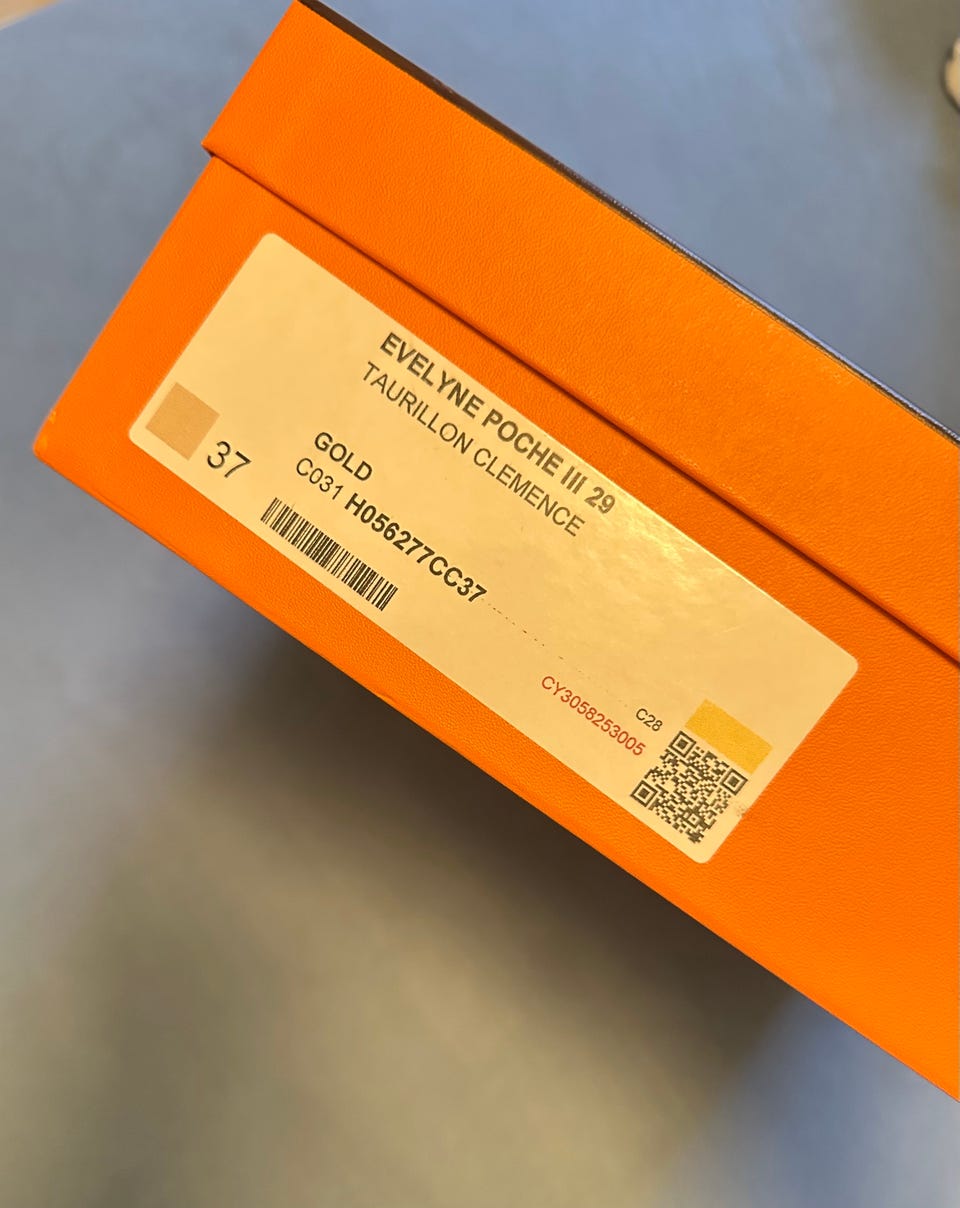 EVELYNE POCHE III 29
TAURILLON CLEMENCE
GOLD
37
C031 H056277CC37
C28
CY3058253005